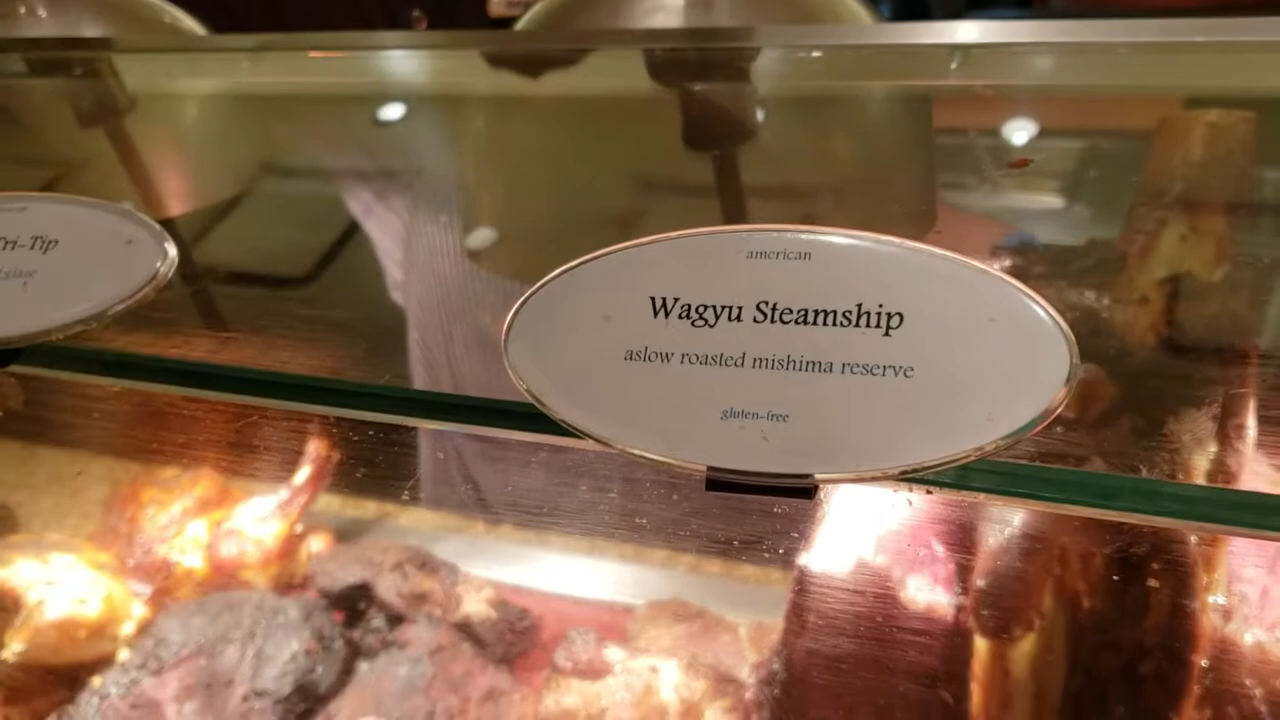 Tri-Tip
american
Wagyu Steamship
aslow roasted mishima reserve
gluten-free